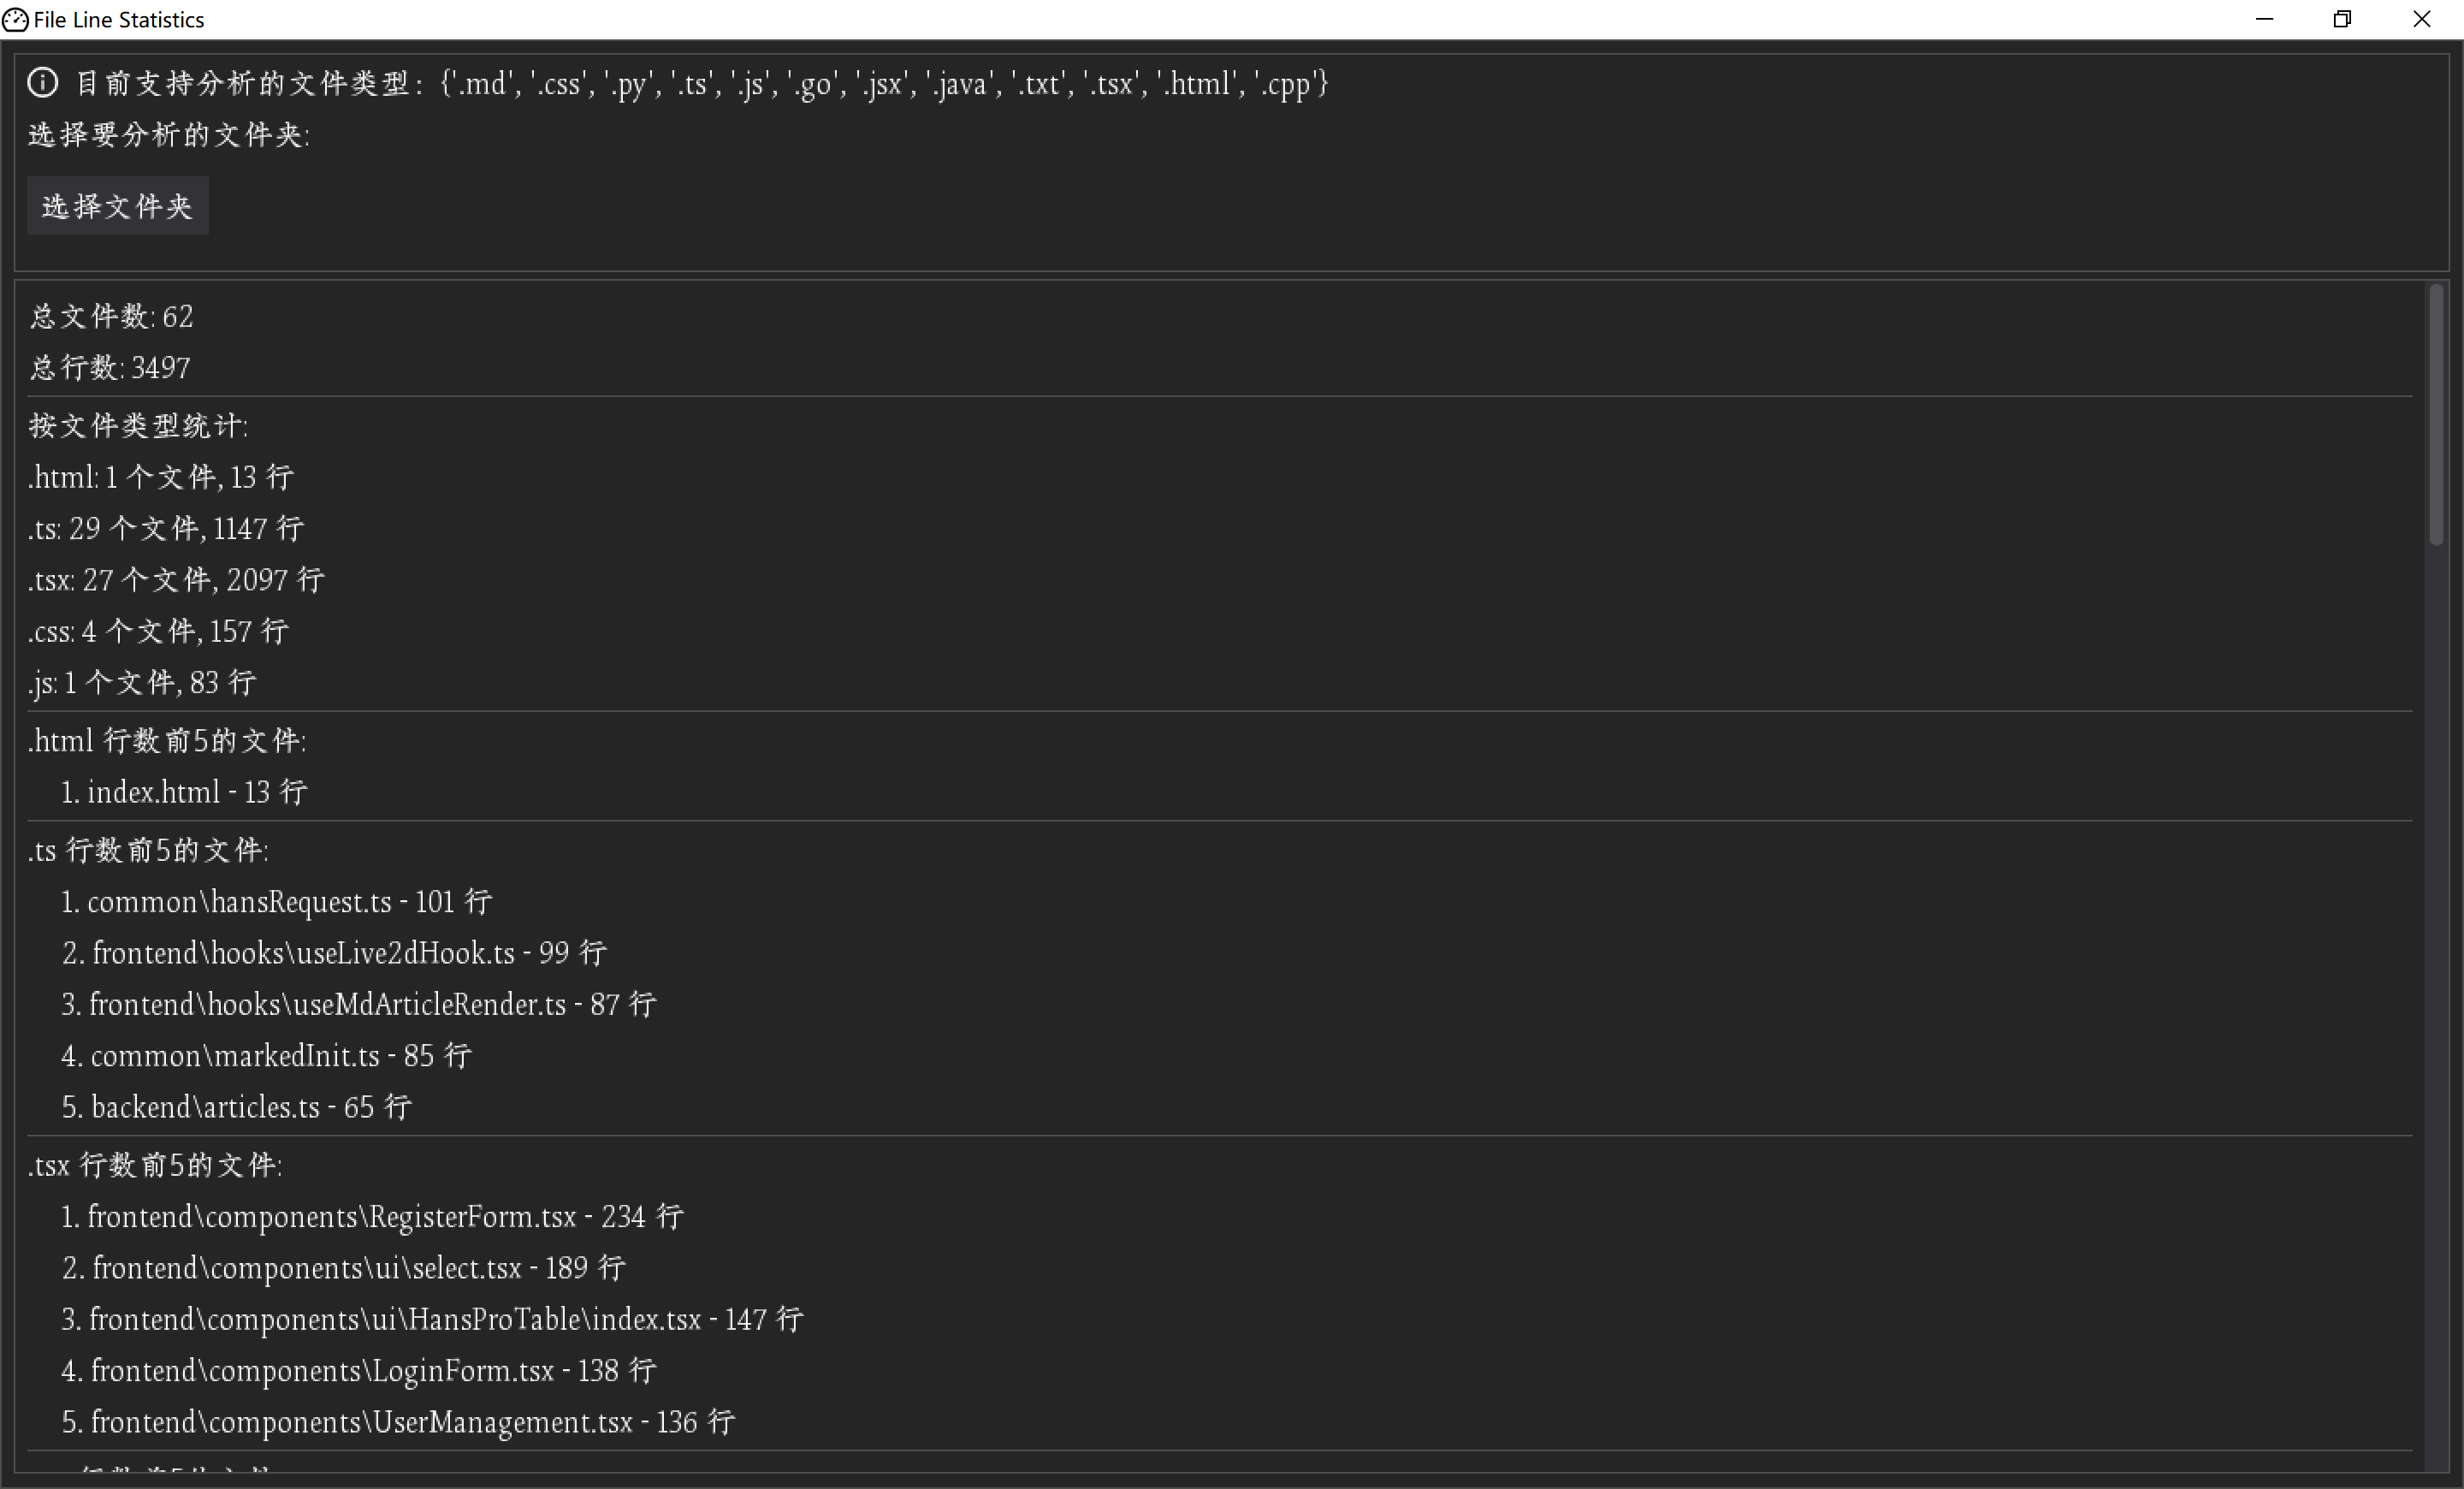 File Line Statistics
目前支持分析的文件类型：{'.md', '.css', '.py', '.ts', '.js', '.go', '.jsx', '.java', '.txt', '.tsx', '.html', '.cpp'}
选择要分析的文件夹:
选择文件夹
总文件数: 62
总行数: 3497
按文件类型统计:
.html: 1 个文件, 13 行
.ts: 29 个文件, 1147 行
.tsx: 27 个文件, 2097 行
.css: 4 个文件, 157 行
.js: 1 个文件, 83 行
.html 行数前5的文件:
1. index.html - 13 行
.ts 行数前5的文件:
1. common\hansRequest.ts - 101 行
2. frontend\hooks\useLive2dHook.ts - 99 行
3. frontend\hooks\useMdArticleRender.ts - 87 行
4. common\markedInit.ts - 85 行
5. backend\articles.ts - 65 行
.tsx 行数前5的文件:
1. frontend\components\RegisterForm.tsx - 234 行
2. frontend\components\ui\select.tsx - 189 行
3. frontend\components\ui\HansProTable\index.tsx - 147 行
4. frontend\components\LoginForm.tsx - 138 行
5. frontend\components\UserManagement.tsx - 136 行